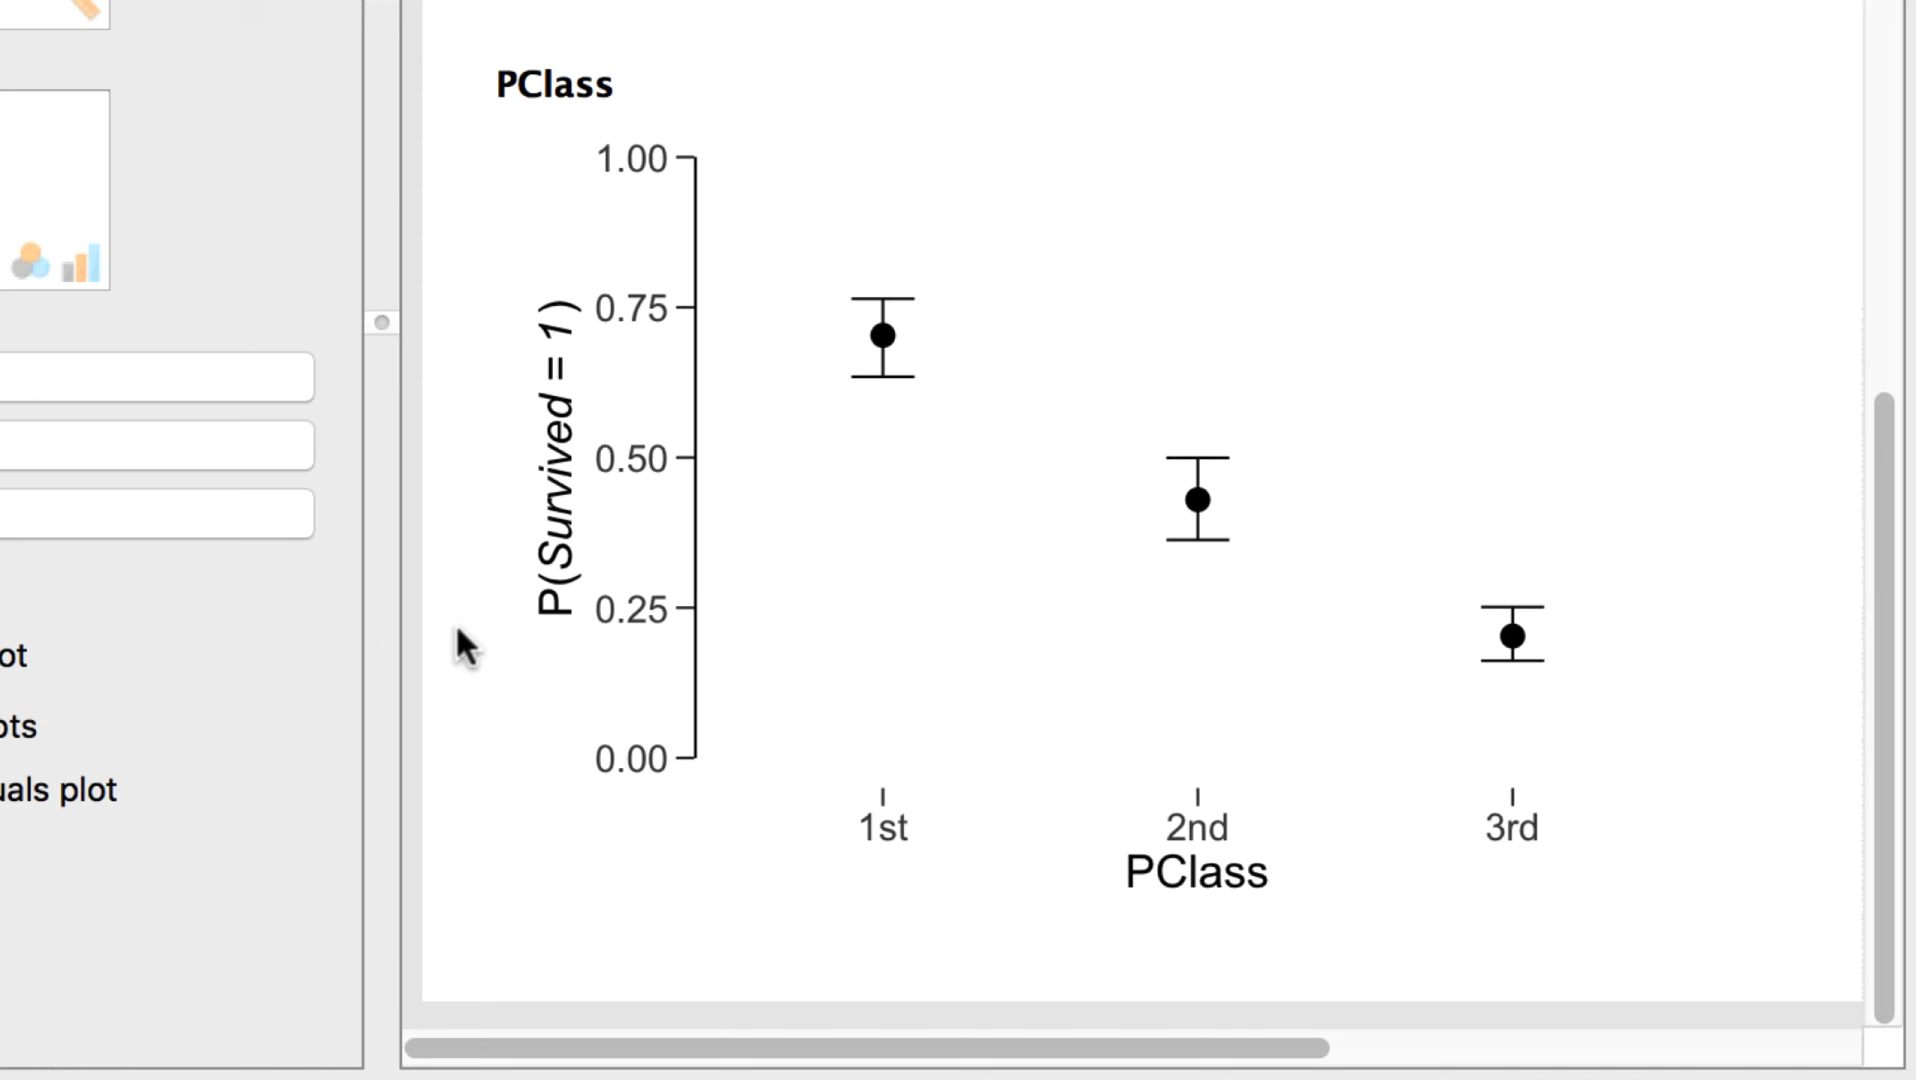 PClass
1.00
0.75
0.50
0.25
0.00
P(Survived = 1)
1st 2nd 3rd
PClass
ot
ots
uals plot